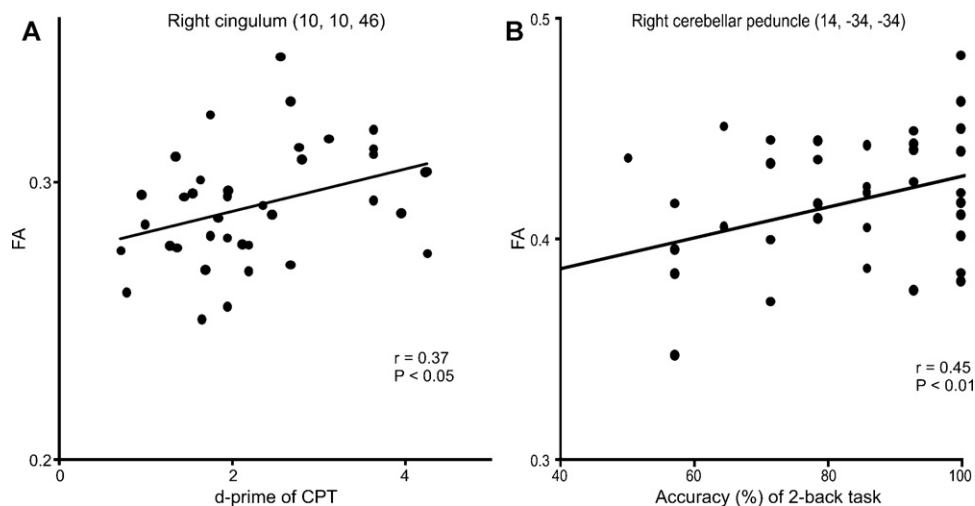 A
Right cingulum (10, 10, 46)
FA
0.3
0.2
r = 0.37
P < 0.05
0
2
4
d-prime of CPT
B
Right cerebellar peduncle (14, -34, -34)
FA
0.5
0.4
0.3
r = 0.45
P < 0.01
40
60
80
100
Accuracy (%) of 2-back task